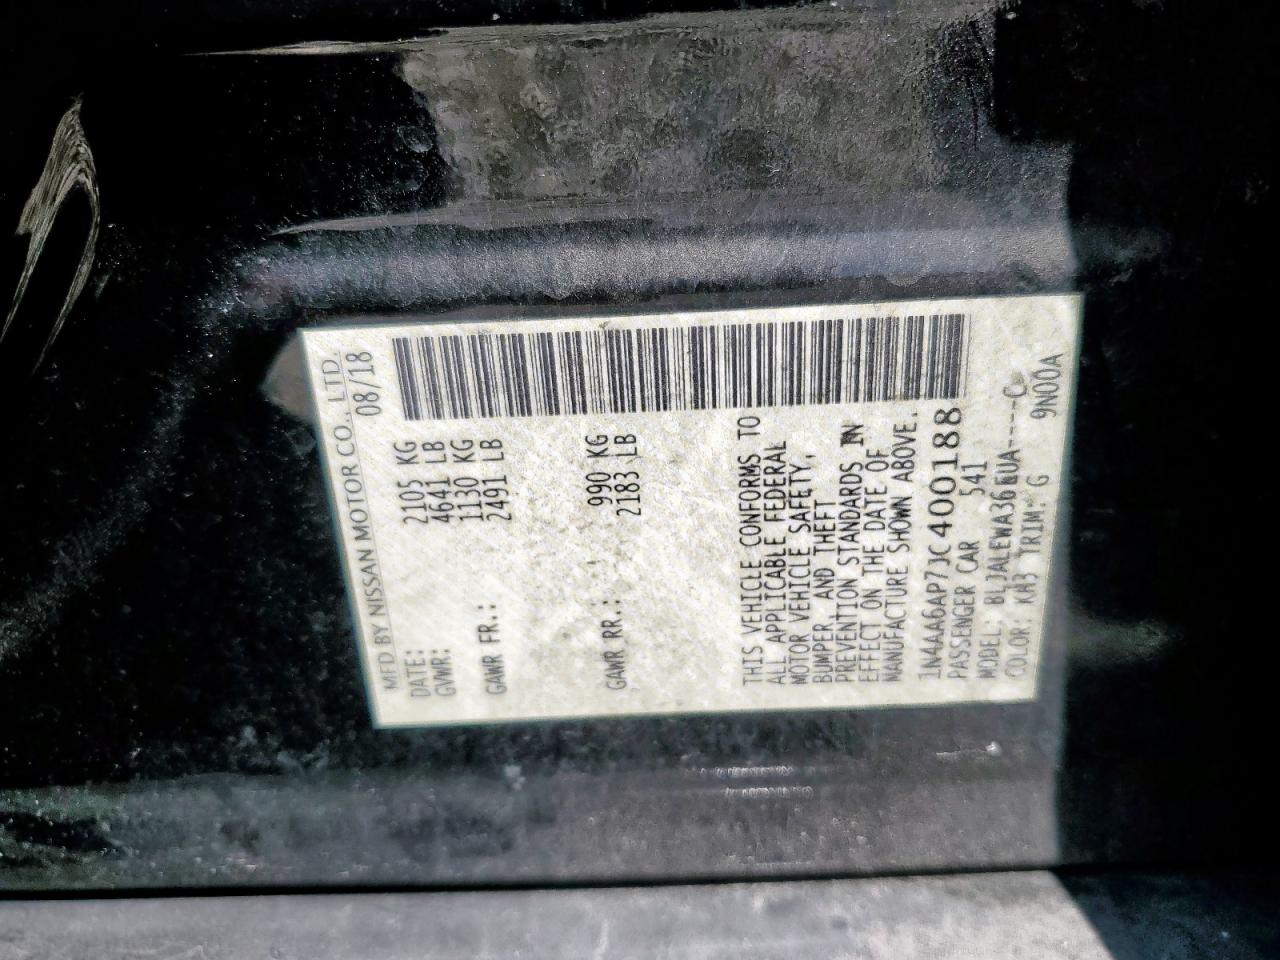 MFD BY NISSAN MOTOR CO., LTD.
DATE: 08/18
GVWR: 2105 KG
4641 LB
GAWR FR.: 1130 KG
2491 LB
GAWR RR.: 990 KG
2183 LB
THIS VEHICLE CONFORMS TO
ALL APPLICABLE FEDERAL
MOTOR VEHICLE SAFETY,
BUMPER, AND THEFT
PREVENTION STANDARDS IN
EFFECT ON THE DATE OF
MANUFACTURE SHOWN ABOVE.
1N4AA6AP7JC400188
PASSENGER CAR 541
MODEL: BLJALEWA36EUA----C
COLOR: KH3 TRIM: G 9N00A